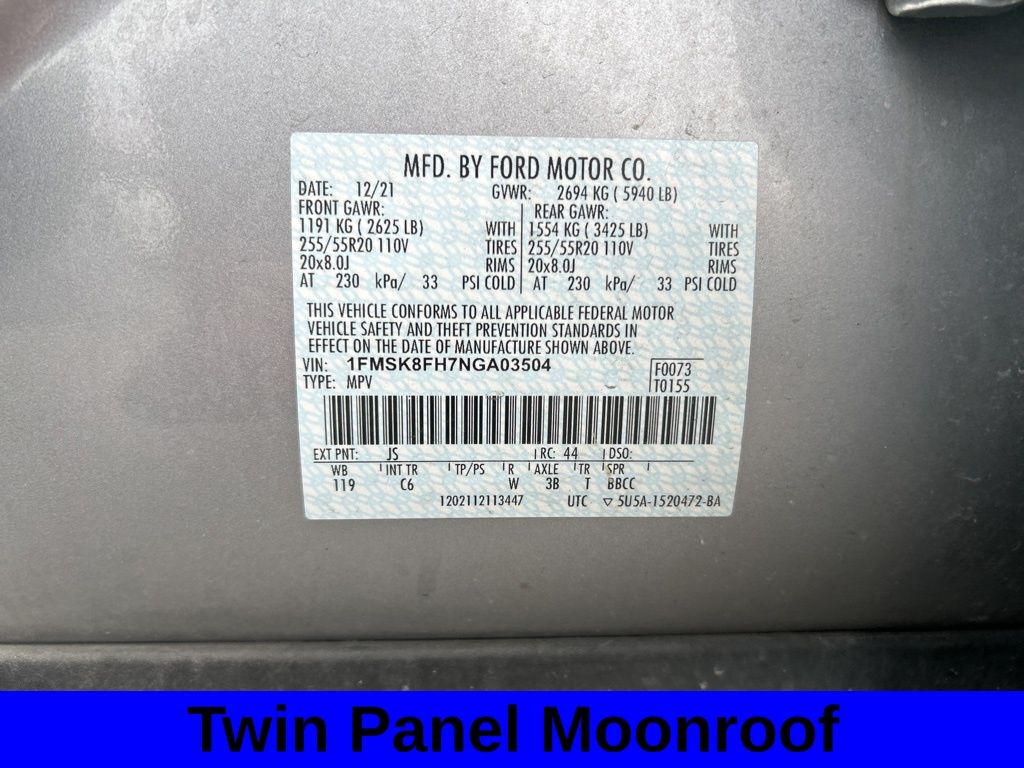 MFD. BY FORD MOTOR CO.
DATE: 12/21 GVWR: 2694 KG ( 5940 LB)
FRONT GAWR: REAR GAWR:
1191 KG ( 2625 LB) WITH 1554 KG ( 3425 LB) WITH
255/55R20 110V TIRES 255/55R20 110V TIRES
20x8.0J RIMS 20x8.0J RIMS
AT 230 kPa/ 33 PSI COLD AT 230 kPa/ 33 PSI COLD
THIS VEHICLE CONFORMS TO ALL APPLICABLE FEDERAL MOTOR
VEHICLE SAFETY AND THEFT PREVENTION STANDARDS IN
EFFECT ON THE DATE OF MANUFACTURE SHOWN ABOVE.
VIN: 1FMSK8FH7NGA03504 F0073
TYPE: MPV T0155
EXT PNT: JS RC: 44 DSO:
WB INT TR TP/PS R AXLE TR SPR
119 C6 W 3B T BBCC
1202112113447 UTC ▽ 5U5A-1520472-BA
Twin Panel Moonroof